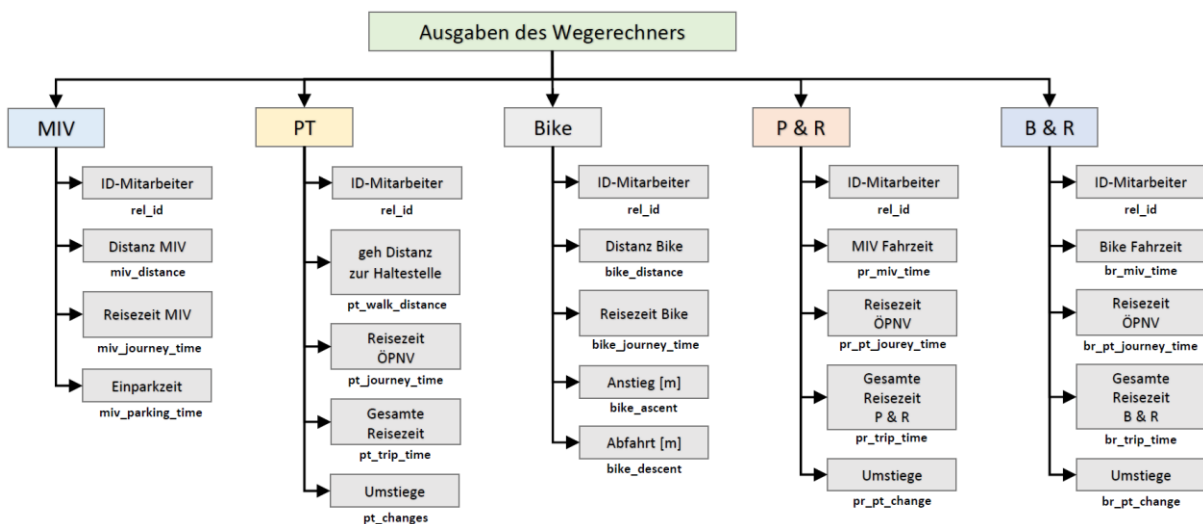 Ausgaben des Wegerechners
MIV
ID-Mitarbeiter
rel_id
Distanz MIV
miv_distance
Reisezeit MIV
miv_journey_time
Einparkzeit
miv_parking_time
PT
ID-Mitarbeiter
rel_id
geh Distanz
zur Haltestelle
pt_walk_distance
Reisezeit
ÖPNV
pt_journey_time
Gesamte
Reisezeit
pt_trip_time
Umstiege
pt_changes
Bike
ID-Mitarbeiter
rel_id
Distanz Bike
bike_distance
Reisezeit Bike
bike_journey_time
Anstieg [m]
bike_ascent
Abfahrt [m]
bike_descent
P & R
ID-Mitarbeiter
rel_id
MIV Fahrzeit
pr_miv_time
Reisezeit
ÖPNV
pr_pt_jourey_time
Gesamte
Reisezeit
P & R
pr_trip_time
Umstiege
pr_pt_change
B & R
ID-Mitarbeiter
rel_id
Bike Fahrzeit
br_miv_time
Reisezeit
ÖPNV
br_pt_journey_time
Gesamte
Reisezeit
B & R
br_trip_time
Umstiege
br_pt_change